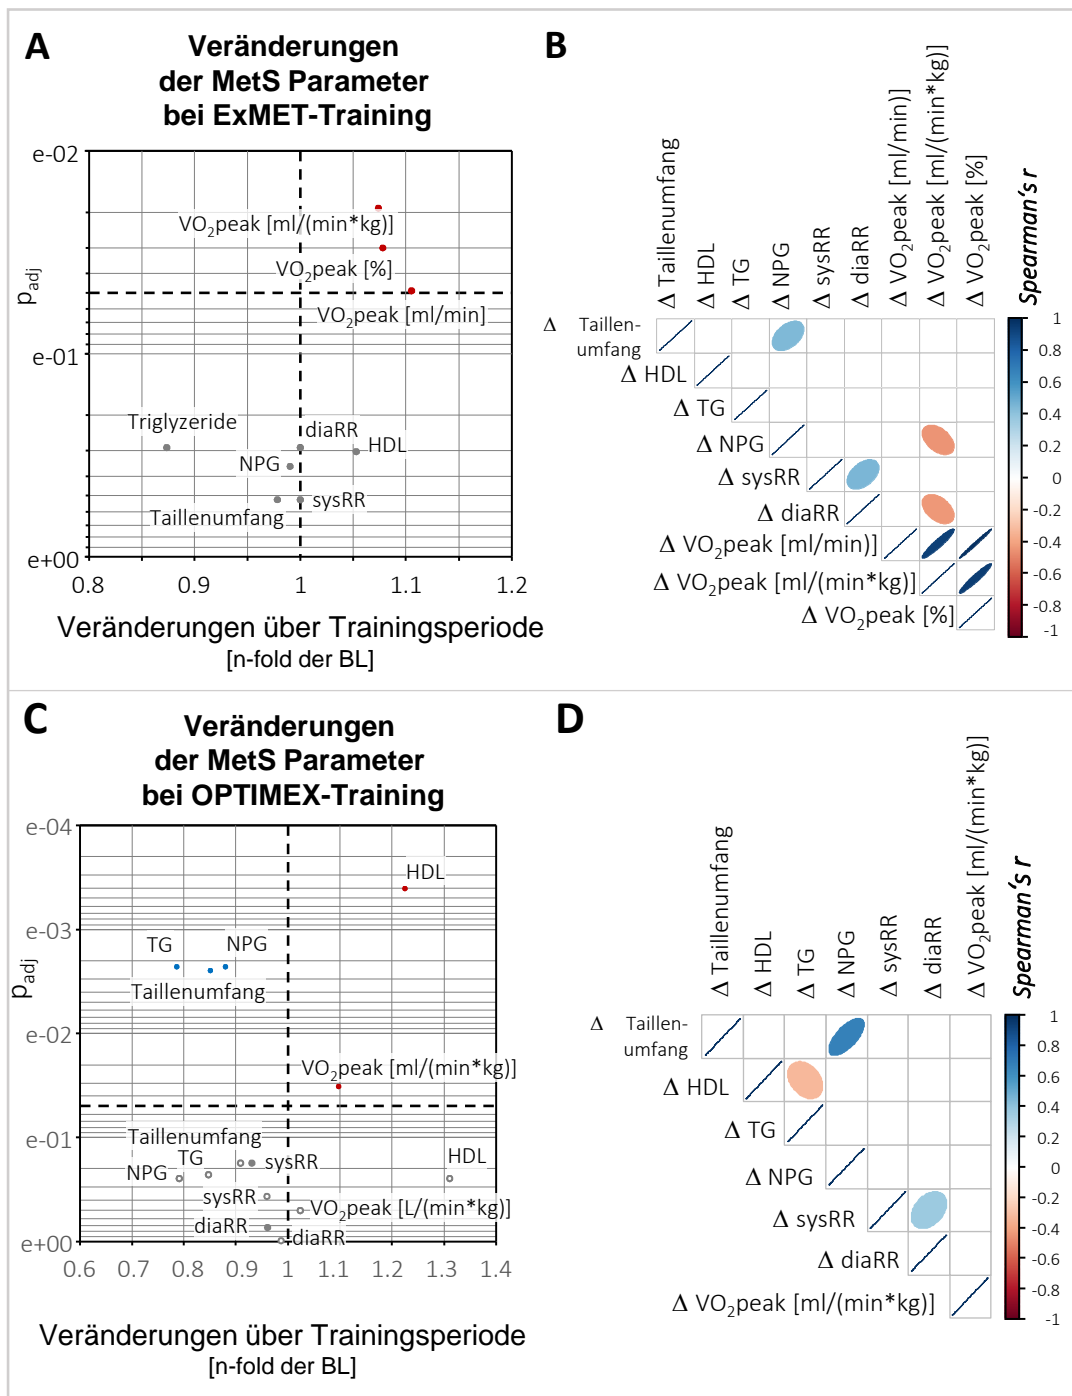 A
Veränderungen
der MetS Parameter
bei ExMET-Training
e-02
e-01
e+00
p_adj
VO₂peak [ml/(min*kg)]
VO₂peak [%]
VO₂peak [ml/min]
Triglyzeride
diaRR
HDL
NPG
sysRR
Taillenumfang
0.8
0.9
1
1.1
1.2
Veränderungen über Trainingsperiode
[n-fold der BL]
B
Δ Taillenumfang
Δ HDL
Δ TG
Δ NPG
Δ sysRR
Δ diaRR
Δ VO₂peak [ml/min)]
Δ VO₂peak [ml/(min*kg)]
Δ VO₂peak [%]
Spearman's r
Δ Taillen-
umfang
Δ HDL
Δ TG
Δ NPG
Δ sysRR
Δ diaRR
Δ VO₂peak [ml/min)]
Δ VO₂peak [ml/(min*kg)]
Δ VO₂peak [%]
1
0.8
0.6
0.4
0.2
0
-0.2
-0.4
-0.6
-0.8
-1
C
Veränderungen
der MetS Parameter
bei OPTIMEX-Training
e-04
e-03
e-02
e-01
e+00
p_adj
HDL
TG
NPG
Taillenumfang
VO₂peak [ml/(min*kg)]
Taillenumfang
NPG
TG
sysRR
HDL
sysRR
VO₂peak [L/(min*kg)]
diaRR
diaRR
0.6
0.7
0.8
0.9
1
1.1
1.2
1.3
1.4
Veränderungen über Trainingsperiode
[n-fold der BL]
D
Δ Taillenumfang
Δ HDL
Δ TG
Δ NPG
Δ sysRR
Δ diaRR
Δ VO₂peak [ml/(min*kg)]
Spearman's r
Δ Taillen-
umfang
Δ HDL
Δ TG
Δ NPG
Δ sysRR
Δ diaRR
Δ VO₂peak [ml/(min*kg)]
1
0.8
0.6
0.4
0.2
0
-0.2
-0.4
-0.6
-0.8
-1